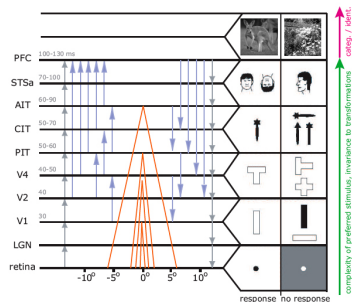 PFC 100-130 ms
STSa 70-100
AIT 60-90
CIT 50-70
PIT 50-60
V4 40-50
V2 40
V1 30
LGN
retina
-10° -5° 0° 5° 10°
response no response
categ. / ident.
complexity of preferred stimulus, invariance to transformations